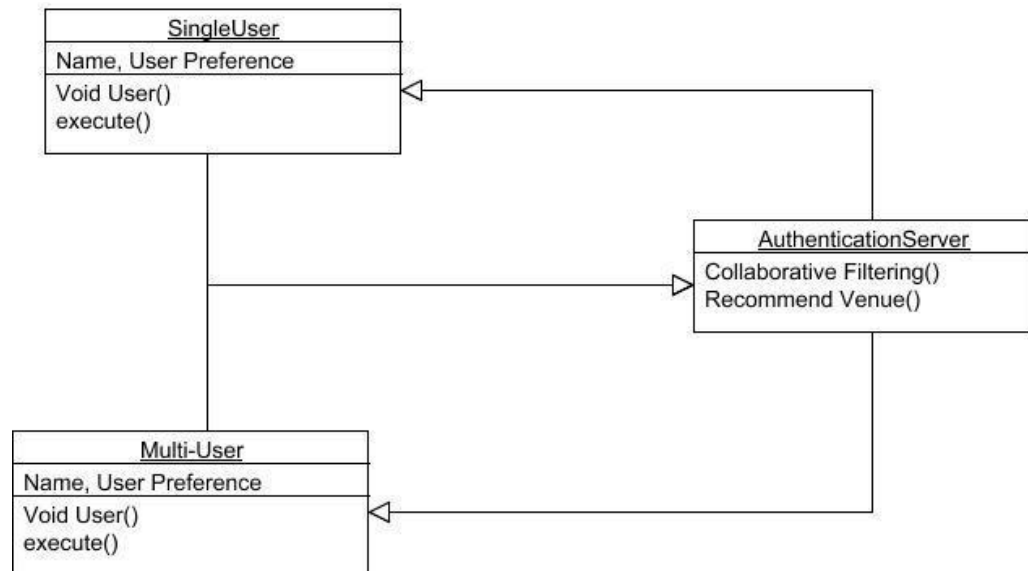 SingleUser
Name, User Preference
Void User()
execute()
AuthenticationServer
Collaborative Filtering()
Recommend Venue()
Multi-User
Name, User Preference
Void User()
execute()